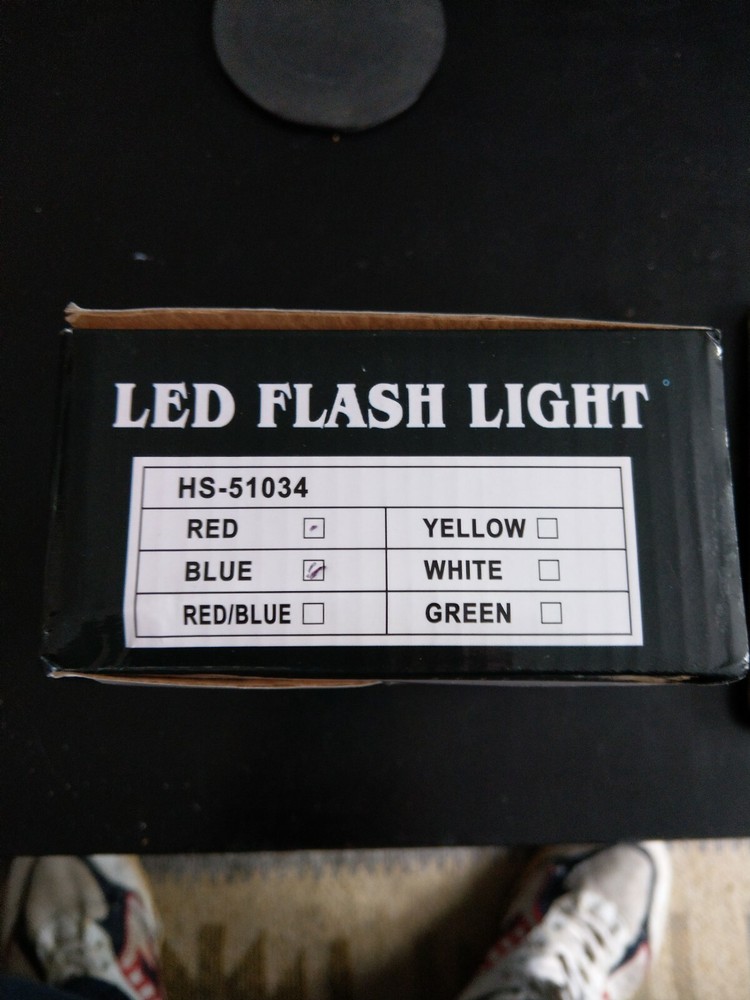 LED FLASH LIGHT
HS-51034
RED YELLOW
BLUE WHITE
RED/BLUE GREEN